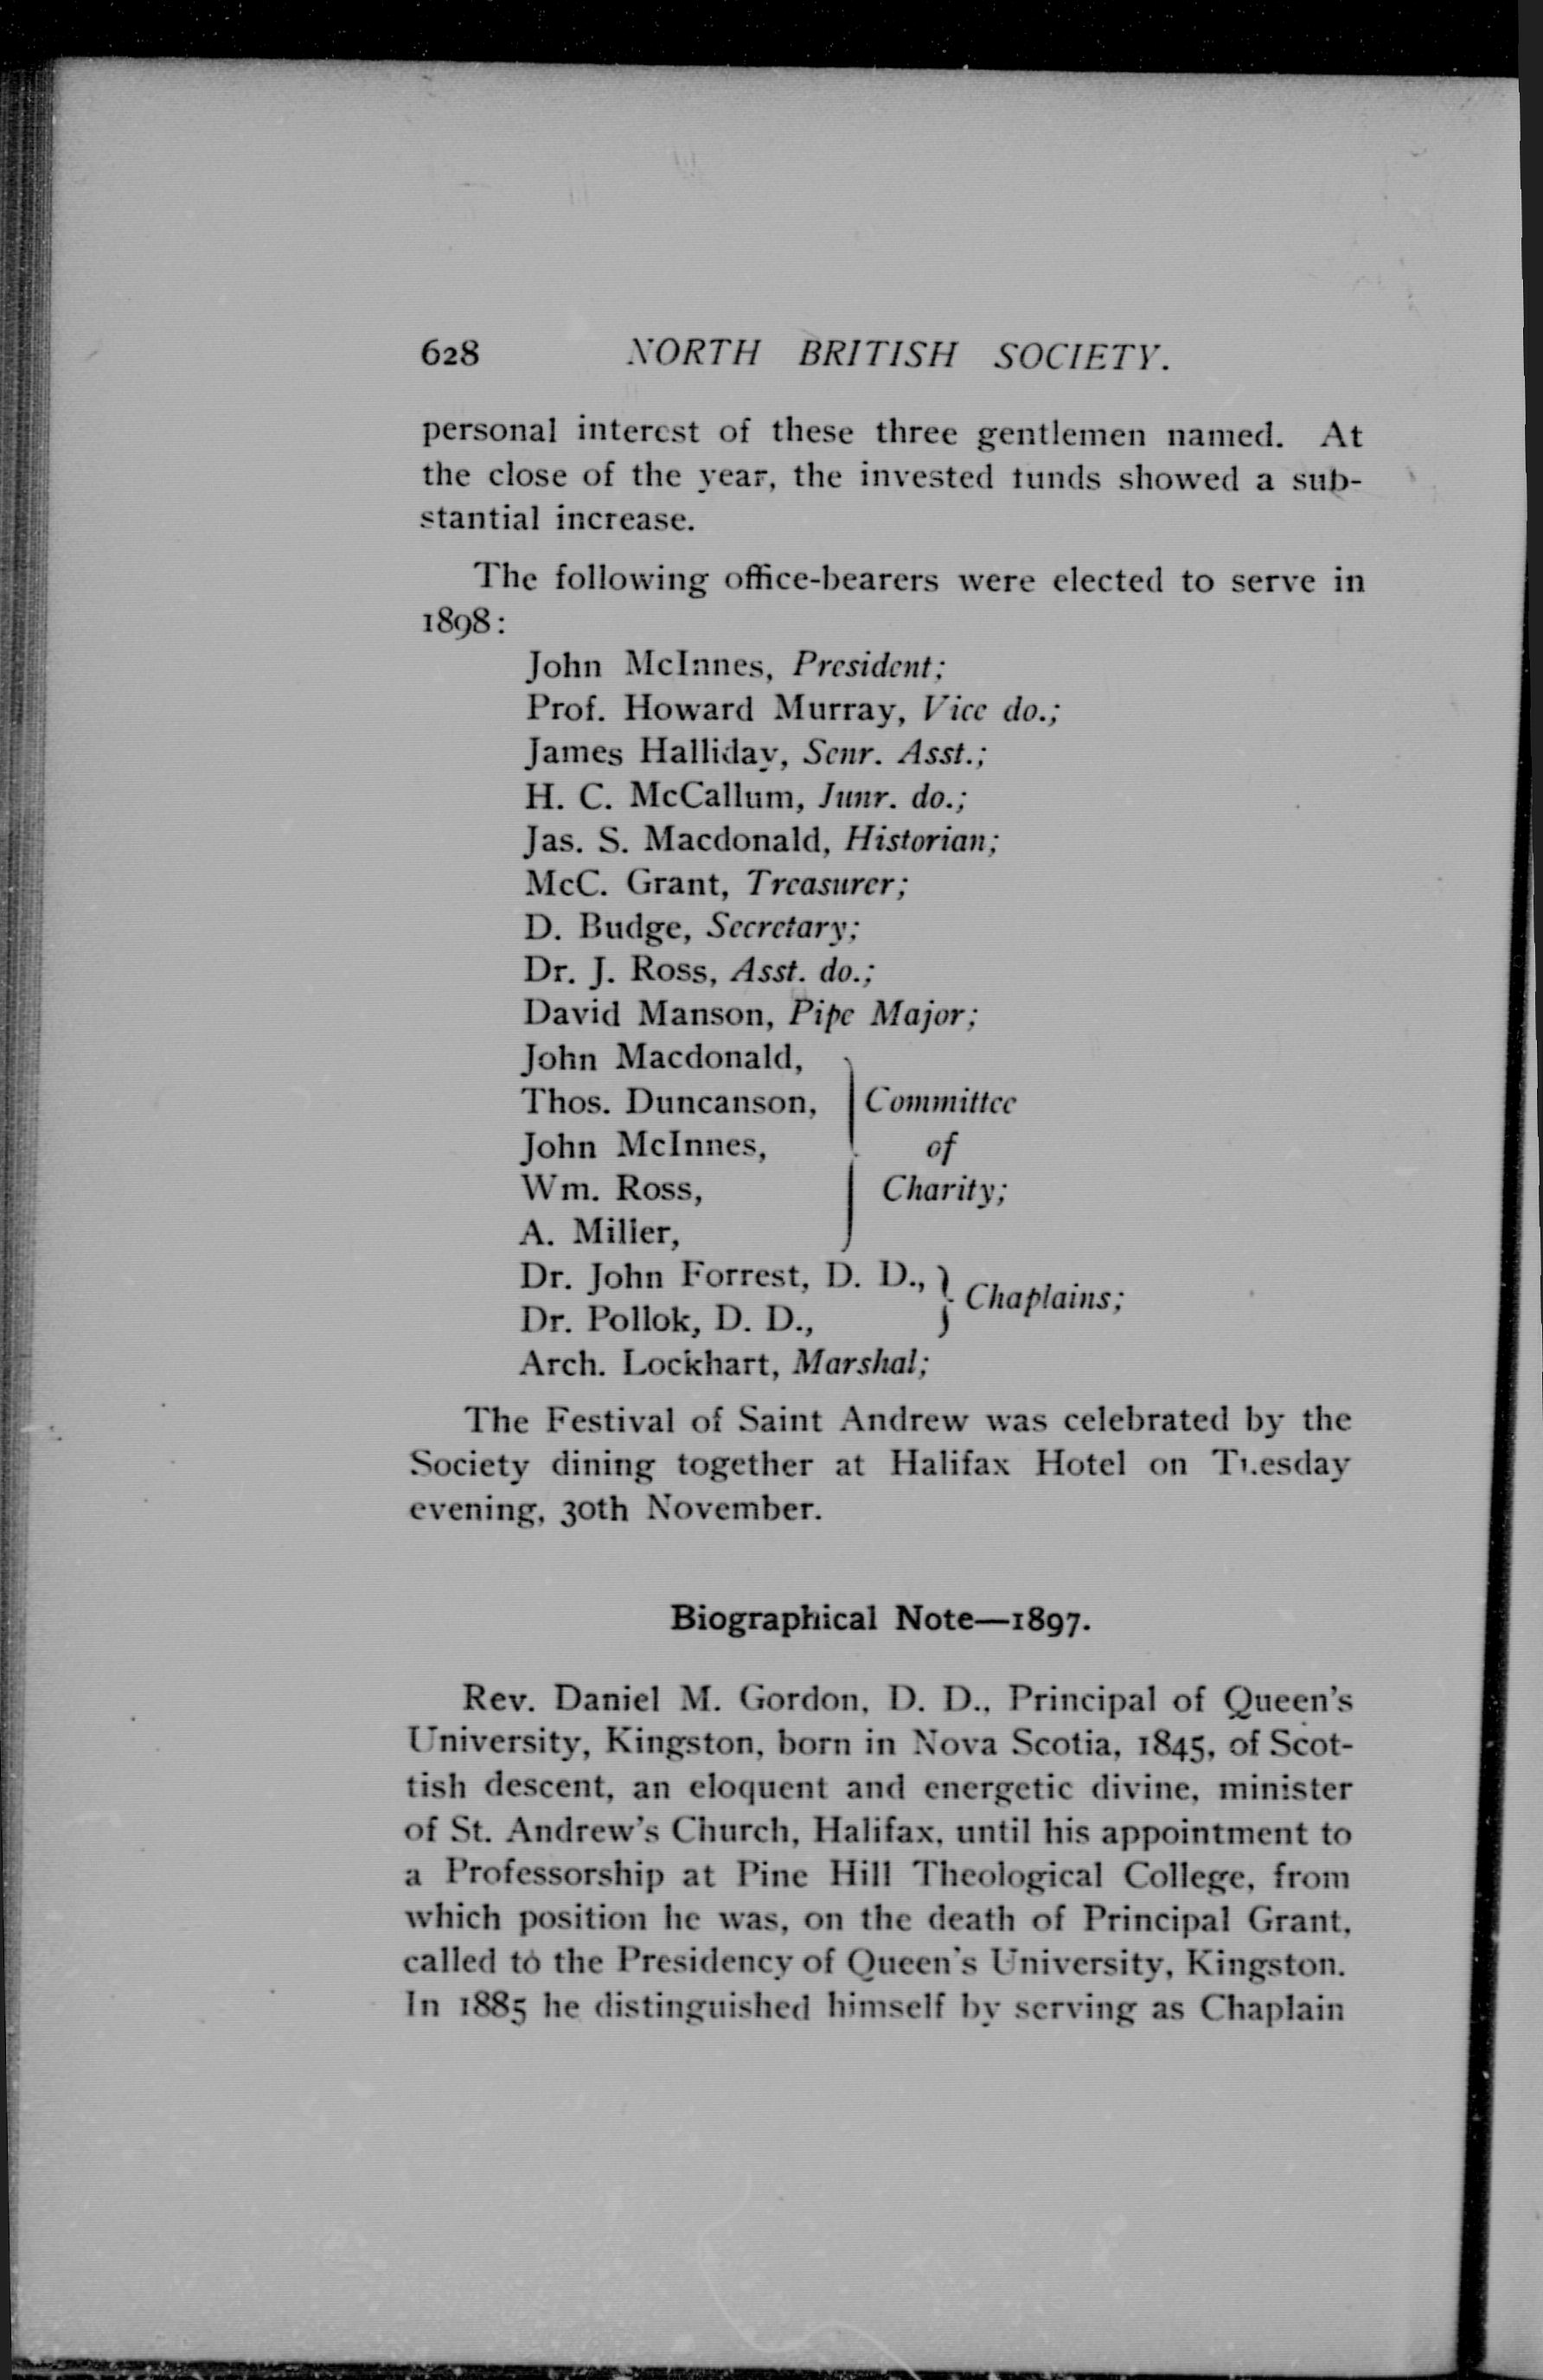 628 NORTH BRITISH SOCIETY.
personal interest of these three gentlemen named. At
the close of the year, the invested funds showed a sub-
stantial increase.
The following office-bearers were elected to serve in
1898:
John McInnes, President;
Prof. Howard Murray, Vice do.;
James Halliday, Senr. Asst.;
H. C. McCallum, Junr. do.;
Jas. S. Macdonald, Historian;
McC. Grant, Treasurer;
D. Budge, Secretary;
Dr. J. Ross, Asst. do.;
David Manson, Pipe Major;
John Macdonald,
Thos. Duncanson, Committee
John McInnes, of
Wm. Ross, Charity;
A. Miller,
Dr. John Forrest, D. D.,
Chaplains;
Dr. Pollok, D. D.,
Arch. Lockhart, Marshal;
The Festival of Saint Andrew was celebrated by the
Society dining together at Halifax Hotel on Tuesday
evening, 30th November.
Biographical Note—1897.
Rev. Daniel M. Gordon, D. D., Principal of Queen's
University, Kingston, born in Nova Scotia, 1845, of Scot-
tish descent, an eloquent and energetic divine, minister
of St. Andrew's Church, Halifax, until his appointment to
a Professorship at Pine Hill Theological College, from
which position he was, on the death of Principal Grant,
called to the Presidency of Queen's University, Kingston.
In 1885 he distinguished himself by serving as Chaplain